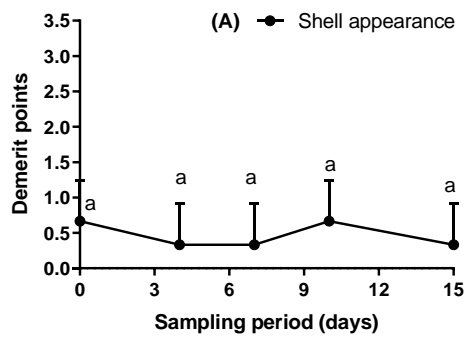 (A) Shell appearance
3.5
3.0
2.5
2.0
1.5
1.0
0.5
0.0
Demerit points
a a a a a
0 3 6 9 12 15
Sampling period (days)